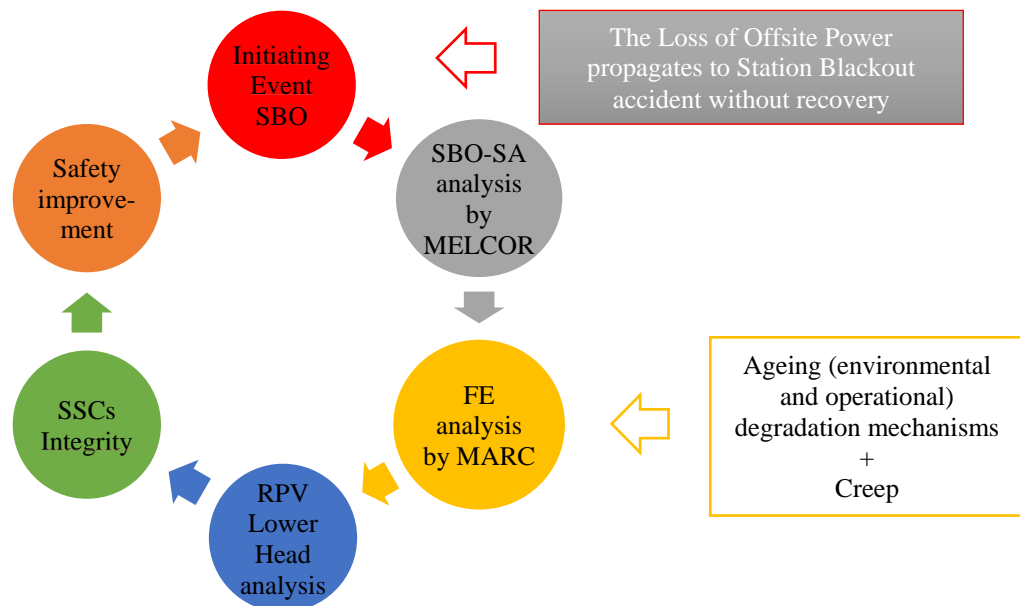 Initiating
Event
SBO
The Loss of Offsite Power
propagates to Station Blackout
accident without recovery
SBO-SA
analysis
by
MELCOR
FE
analysis
by MARC
Ageing (environmental
and operational)
degradation mechanisms
+
Creep
RPV
Lower
Head
analysis
SSCs
Integrity
Safety
improve-
ment